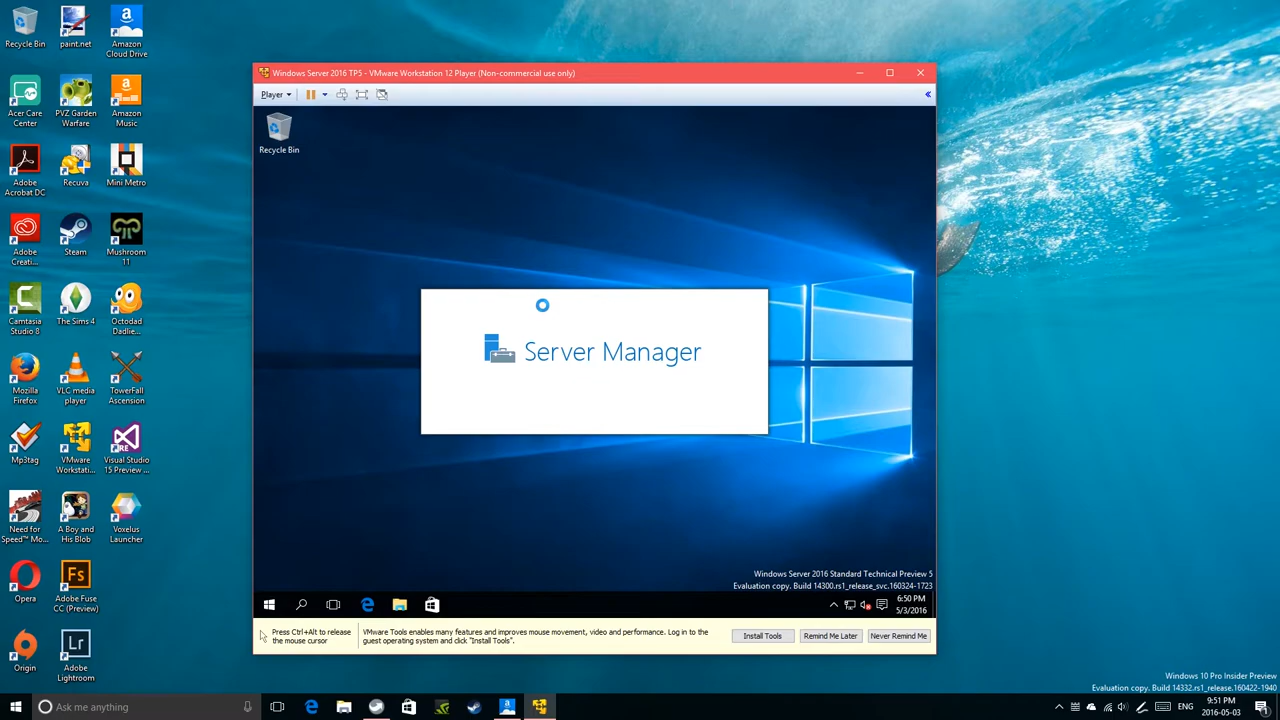 Recycle Bin
paint.net
Amazon
Cloud Drive
Acer Care
Center
PVZ Garden
Warfare
Amazon
Music
Adobe
Acrobat DC
Recuva
Mini Metro
Adobe
Creati...
Steam
Mushroom
11
Camtasia
Studio 8
The Sims 4
Octodad
Dadlie...
Mozilla
Firefox
VLC media
player
TowerFall
Ascension
Mp3tag
VMware
Workstati...
Visual Studio
15 Preview ...
Need for
Speed™ Mo...
A Boy and
His Blob
Voxelus
Launcher
Opera
Fs
Adobe Fuse
CC (Preview)
Origin
Lr
Adobe
Lightroom
Windows Server 2016 TP5 - VMware Workstation 12 Player (Non-commercial use only)
Player
Recycle Bin
Server Manager
Windows Server 2016 Standard Technical Preview 5
Evaluation copy. Build 14300.rs1_release_svc.160324-1723
6:50 PM
5/3/2016
Press Ctrl+Alt to release
the mouse cursor
VMware Tools enables many features and improves mouse movement, video and performance. Log in to the
guest operating system and click "Install Tools".
Install Tools
Remind Me Later
Never Remind Me
Windows 10 Pro Insider Preview
Evaluation copy. Build 14332.rs1_release.160422-1940
Ask me anything
ENG
9:51 PM
2016-05-03